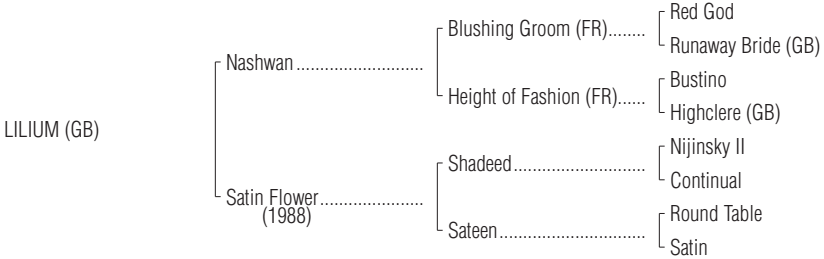 Red God
Blushing Groom (FR)........
Runaway Bride (GB)
Nashwan...........................
Bustino
Height of Fashion (FR)......
Highclere (GB)
LILIUM (GB)
Nijinsky II
Shadeed............................
Continual
Satin Flower......................
(1988)
Round Table
Sateen...............................
Satin